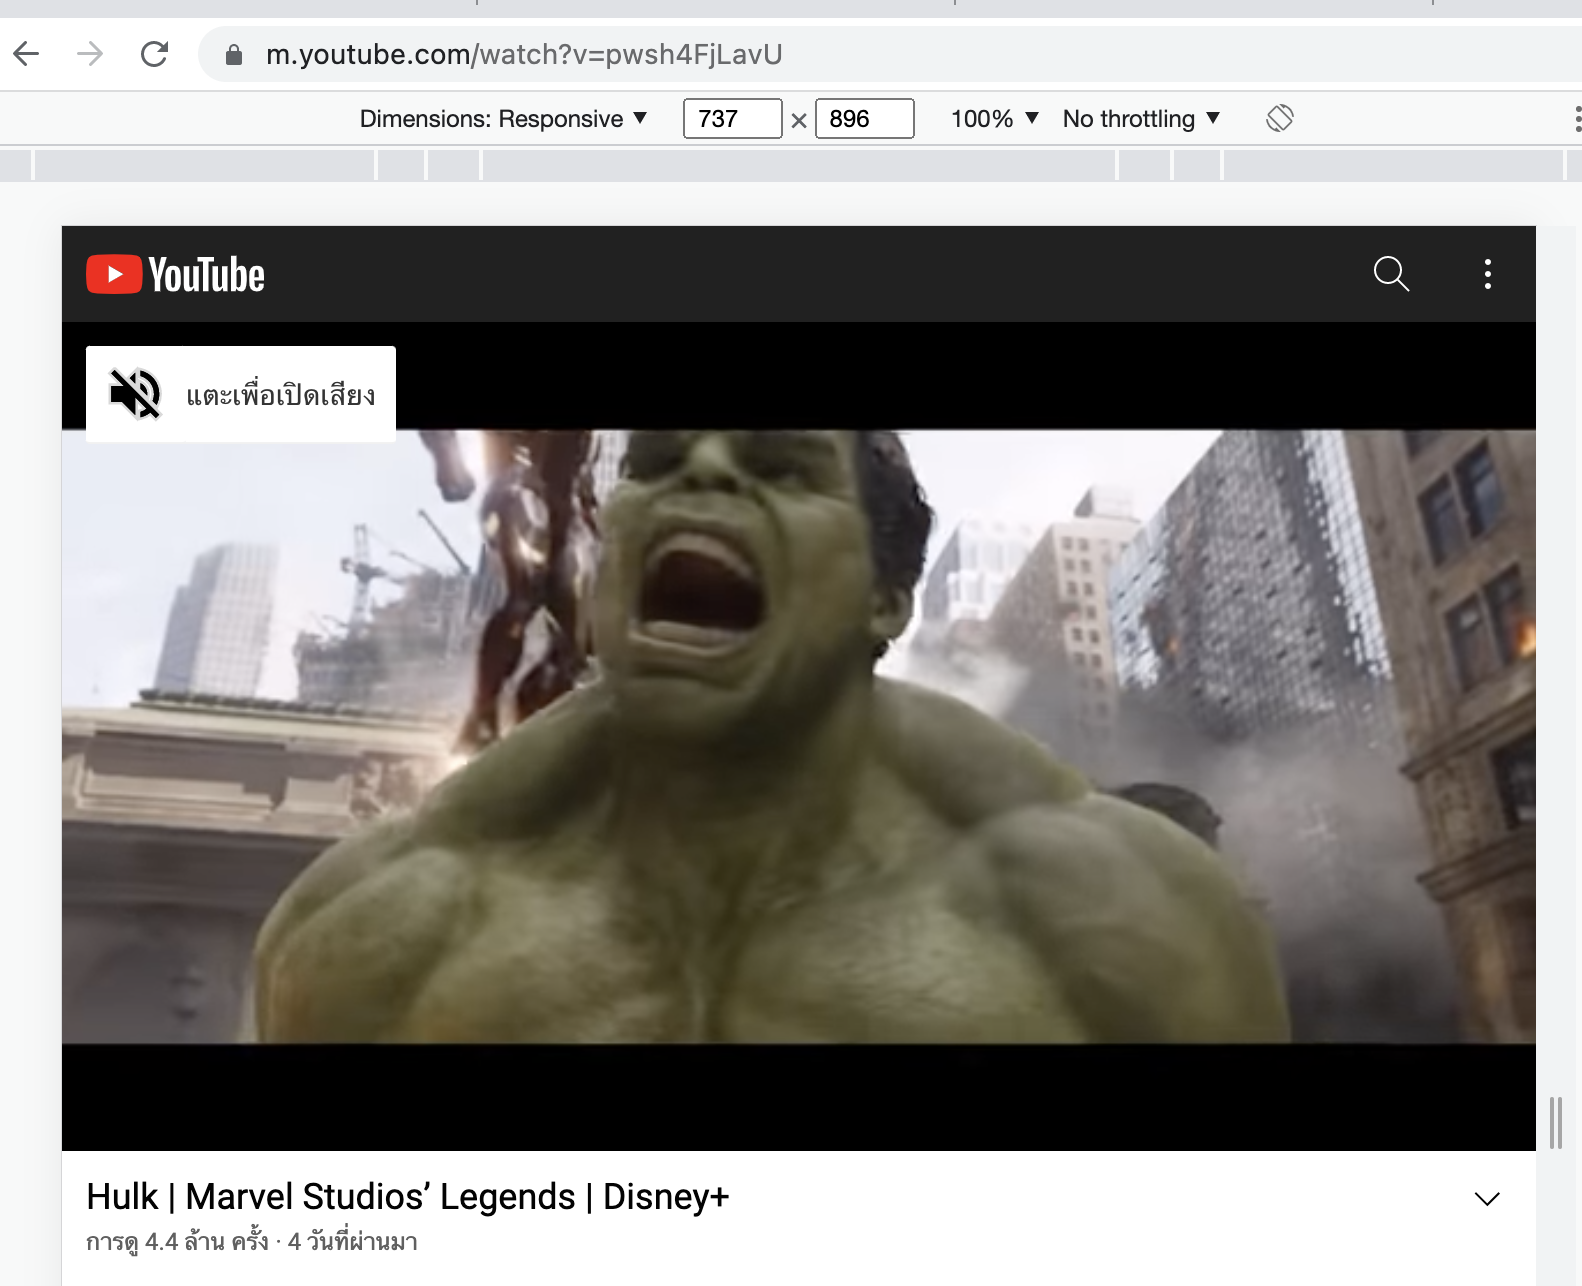 m.youtube.com/watch?v=pwsh4FjLavU
Dimensions: Responsive ▼ 737 × 896 100% ▼ No throttling ▼
YouTube
แตะเพื่อเปิดเสียง
Hulk | Marvel Studios’ Legends | Disney+
การดู 4.4 ล้าน ครั้ง · 4 วันที่ผ่านมา